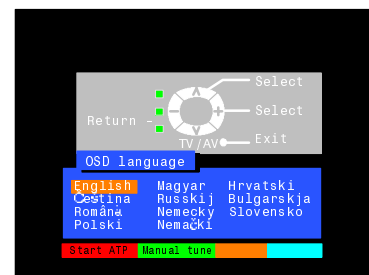 Select
Select
Return –
TV/AV Exit
OSD language
English Magyar Hrvatski
Čeština Russkij Bulgarskja
Română Nemecky Slovensko
Polski Nemački
Start ATP Manual tune